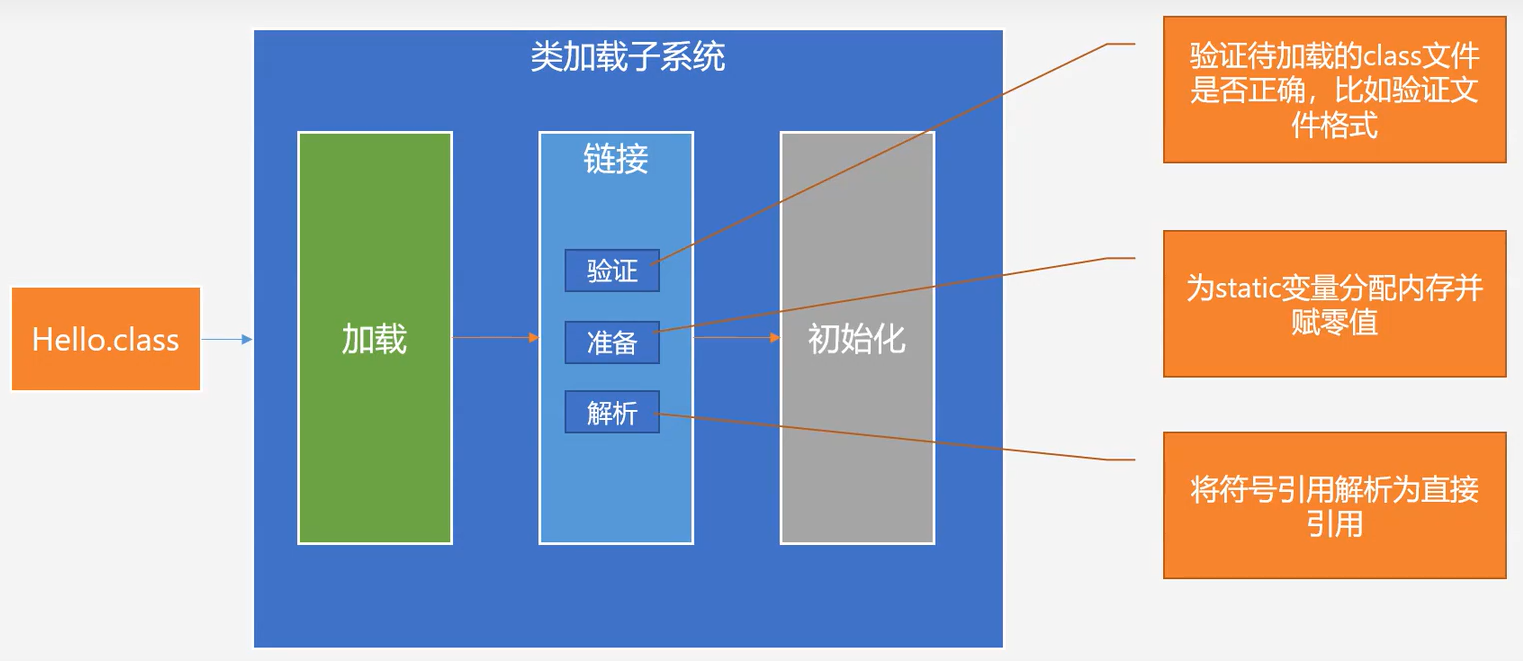 类加载子系统
Hello.class
加载
链接
验证
准备
解析
初始化
验证待加载的class文件
是否正确，比如验证文
件格式
为static变量分配内存并
赋零值
将符号引用解析为直接
引用